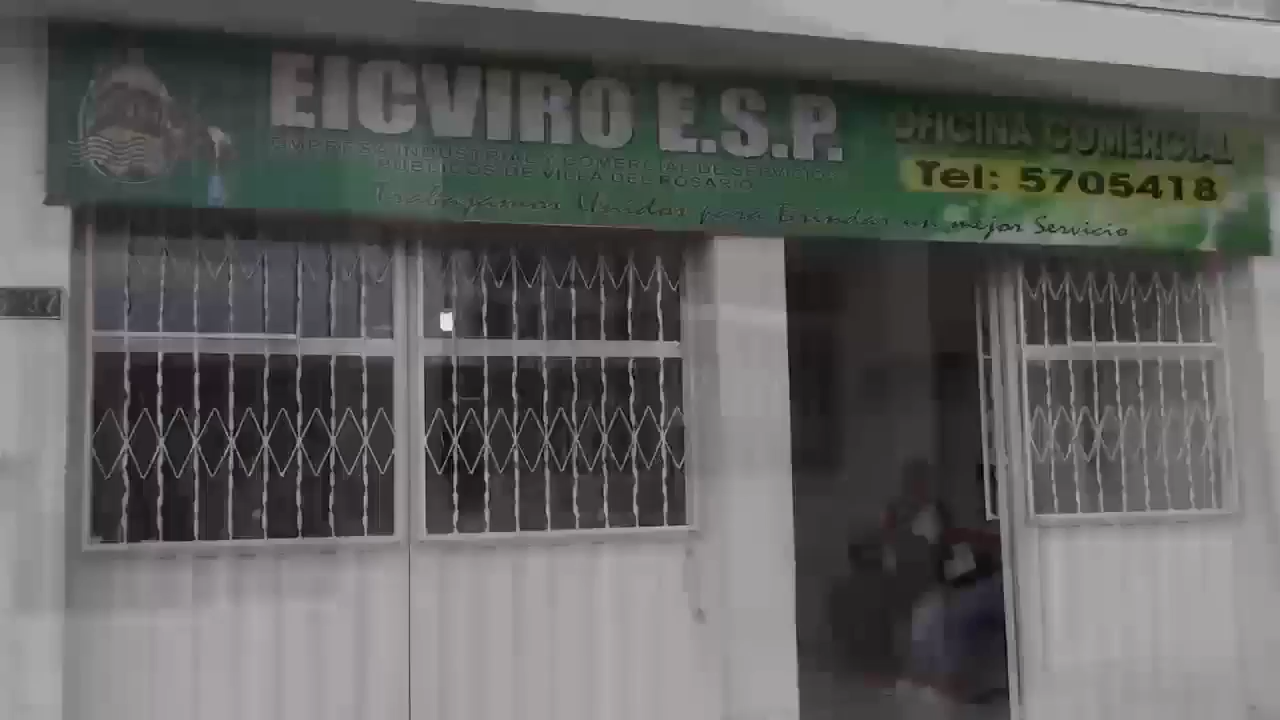 EICVIRO E.S.P.
EMPRESA INDUSTRIAL Y COMERCIAL DE SERVICIOS
PUBLICOS DE VILLA DEL ROSARIO
Trabajamos Unidos para Brindar un mejor Servicio
OFICINA COMERCIAL
Tel: 5705418